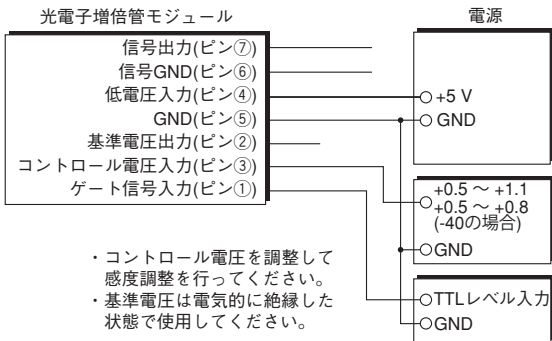 光電子増倍管モジュール
信号出力(ピン⑦)
信号GND(ピン⑥)
低電圧入力(ピン④)
GND(ピン⑤)
基準電圧出力(ピン②)
コントロール電圧入力(ピン③)
ゲート信号入力(ピン①)
電源
+5 V
GND
+0.5 ～ +1.1
+0.5 ～ +0.8
(-40の場合)
GND
TTLレベル入力
GND
・コントロール電圧を調整して
感度調整を行ってください。
・基準電圧は電気的に絶縁した
状態で使用してください。